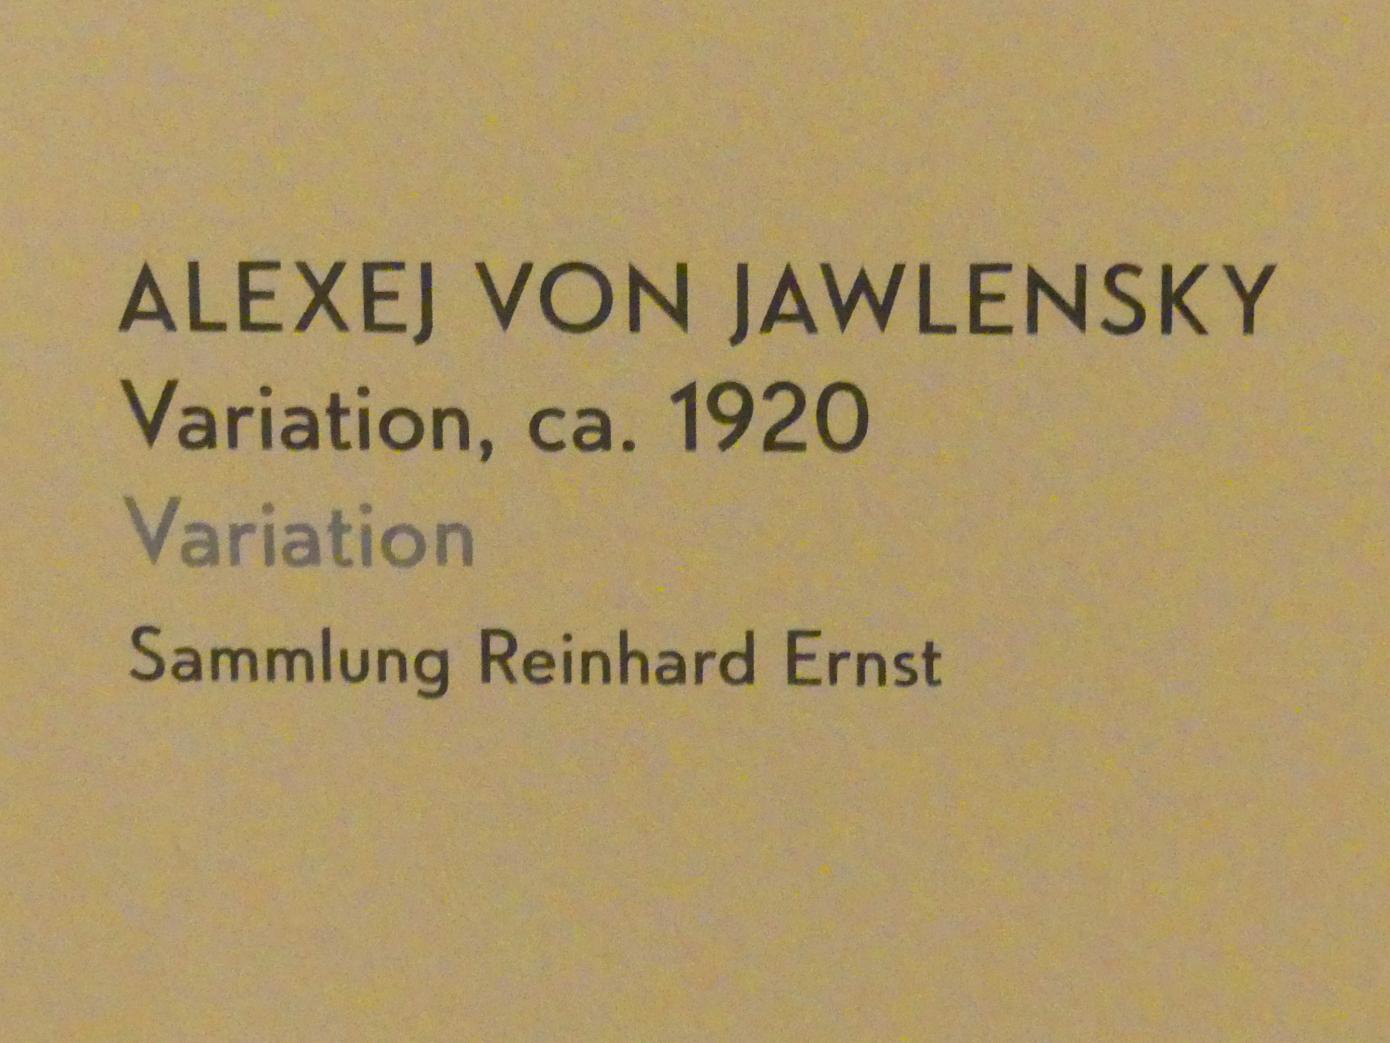 ALEXEJ VON JAWLENSKY
Variation, ca. 1920
Variation
Sammlung Reinhard Ernst